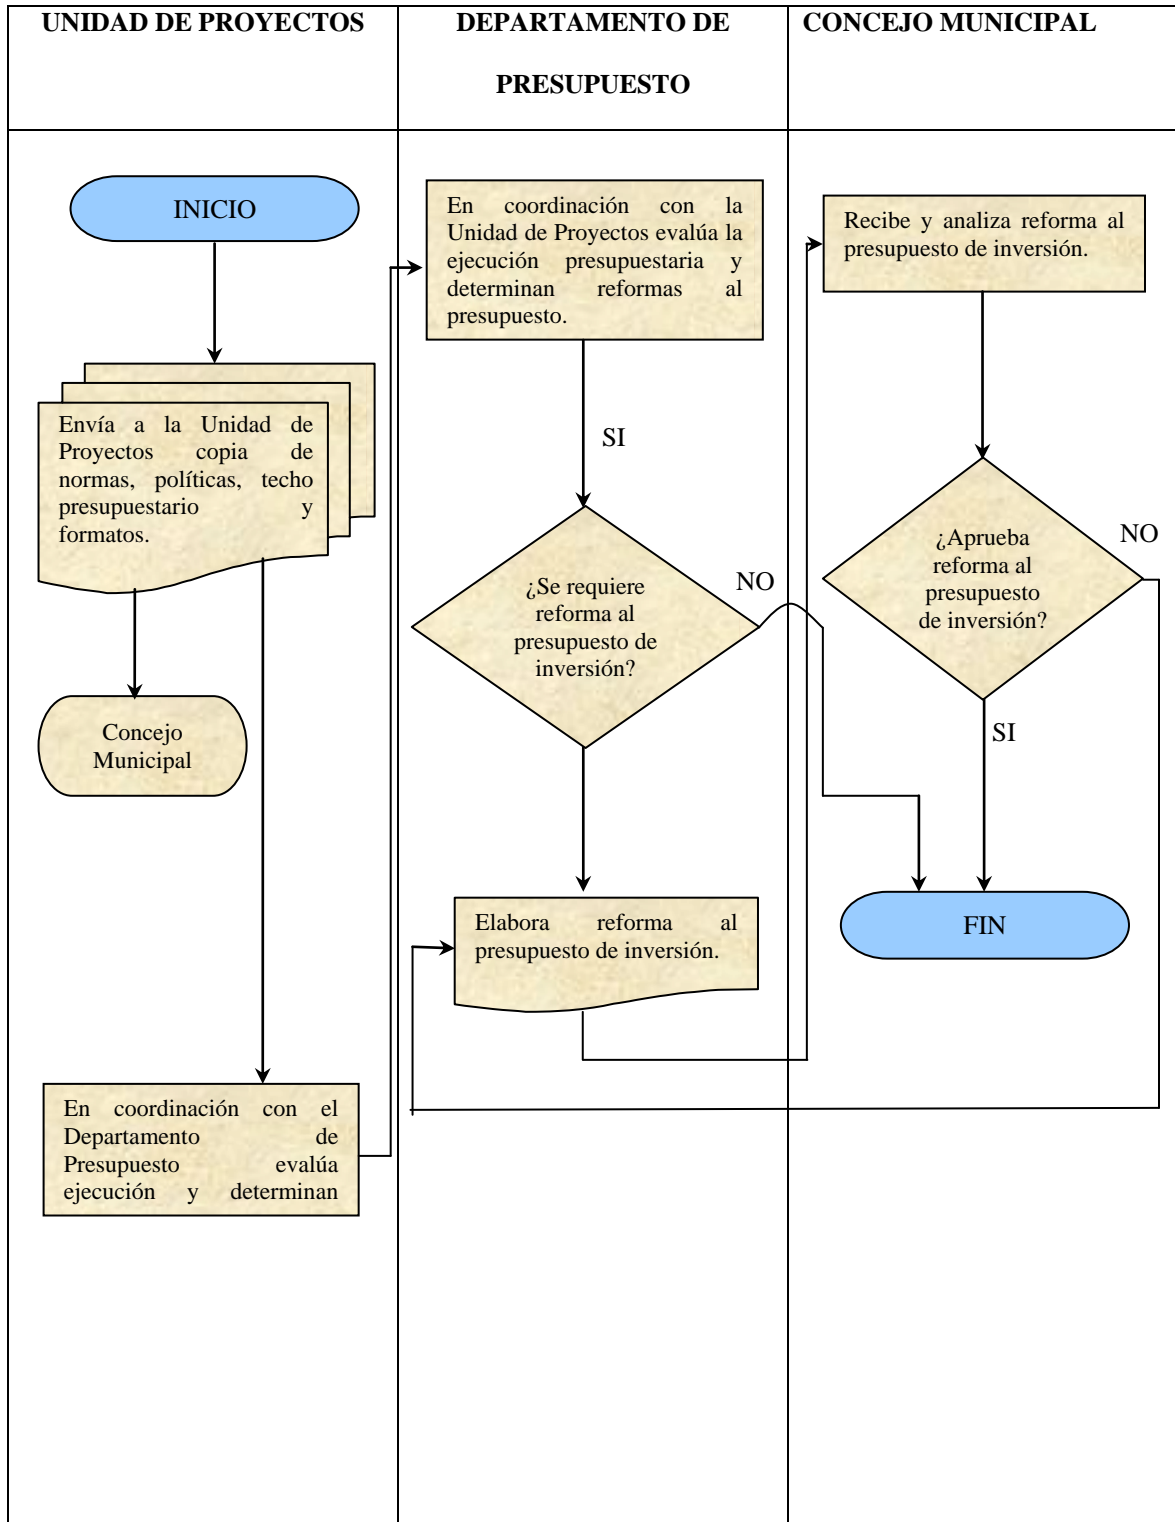 UNIDAD DE PROYECTOS
DEPARTAMENTO DE
PRESUPUESTO
CONCEJO MUNICIPAL
INICIO
Envía a la Unidad de
Proyectos copia de
normas, políticas, techo
presupuestario y
formatos.
Concejo
Municipal
En coordinación con el
Departamento de
Presupuesto evalúa
ejecución y determinan
En coordinación con la
Unidad de Proyectos evalúa la
ejecución presupuestaria y
determinan reformas al
presupuesto.
SI
¿Se requiere
reforma al
presupuesto de
inversión?
NO
Elabora reforma al
presupuesto de inversión.
Recibe y analiza reforma al
presupuesto de inversión.
¿Aprueba
reforma al
presupuesto
de inversión?
NO
SI
FIN